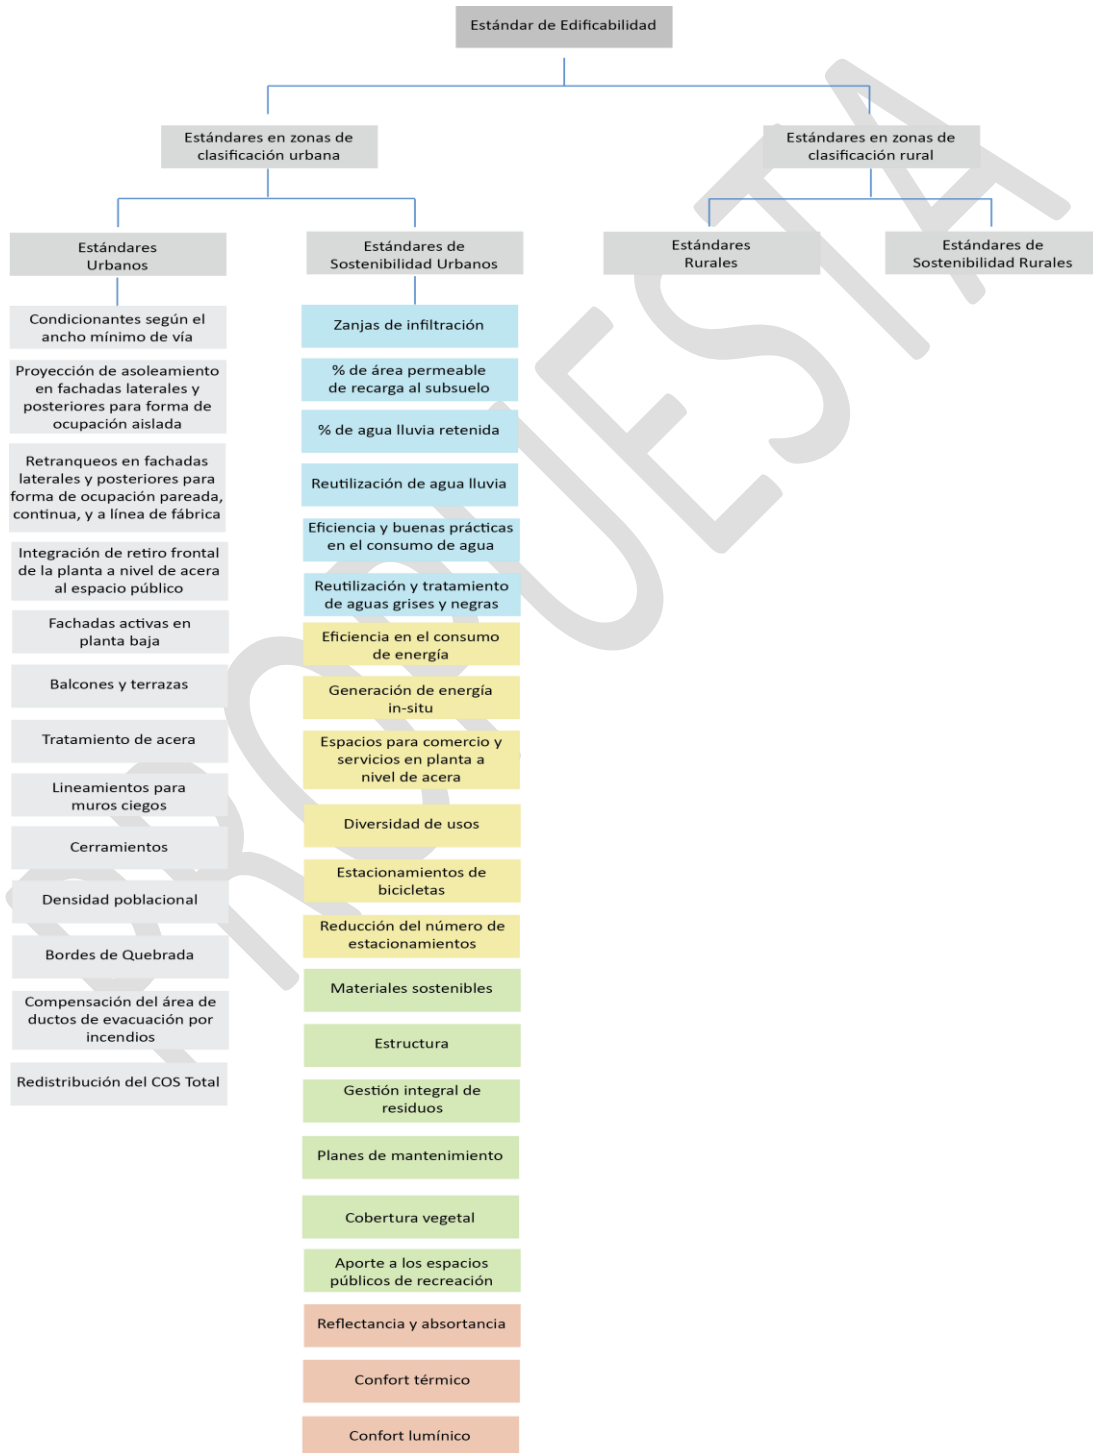 Estándar de Edificabilidad
Estándares en zonas de
clasificación urbana
Estándares en zonas de
clasificación rural
Estándares
Urbanos
Estándares de
Sostenibilidad Urbanos
Estándares
Rurales
Estándares de
Sostenibilidad Rurales
Condicionantes según el
ancho mínimo de vía
Proyección de asoleamiento
en fachadas laterales y
posteriores para forma de
ocupación aislada
Retranqueos en fachadas
laterales y posteriores para
forma de ocupación pareada,
continua, y a línea de fábrica
Integración de retiro frontal
de la planta a nivel de acera
al espacio público
Fachadas activas en
planta baja
Balcones y terrazas
Tratamiento de acera
Lineamientos para
muros ciegos
Cerramientos
Densidad poblacional
Bordes de Quebrada
Compensación del área de
ductos de evacuación por
incendios
Redistribución del COS Total
Zanjas de infiltración
% de área permeable
de recarga al subsuelo
% de agua lluvia retenida
Reutilización de agua lluvia
Eficiencia y buenas prácticas
en el consumo de agua
Reutilización y tratamiento
de aguas grises y negras
Eficiencia en el consumo
de energía
Generación de energía
in-situ
Espacios para comercio y
servicios en planta a
nivel de acera
Diversidad de usos
Estacionamientos de
bicicletas
Reducción del número de
estacionamientos
Materiales sostenibles
Estructura
Gestión integral de
residuos
Planes de mantenimiento
Cobertura vegetal
Aporte a los espacios
públicos de recreación
Reflectancia y absortancia
Confort térmico
Confort lumínico
PROPUESTA